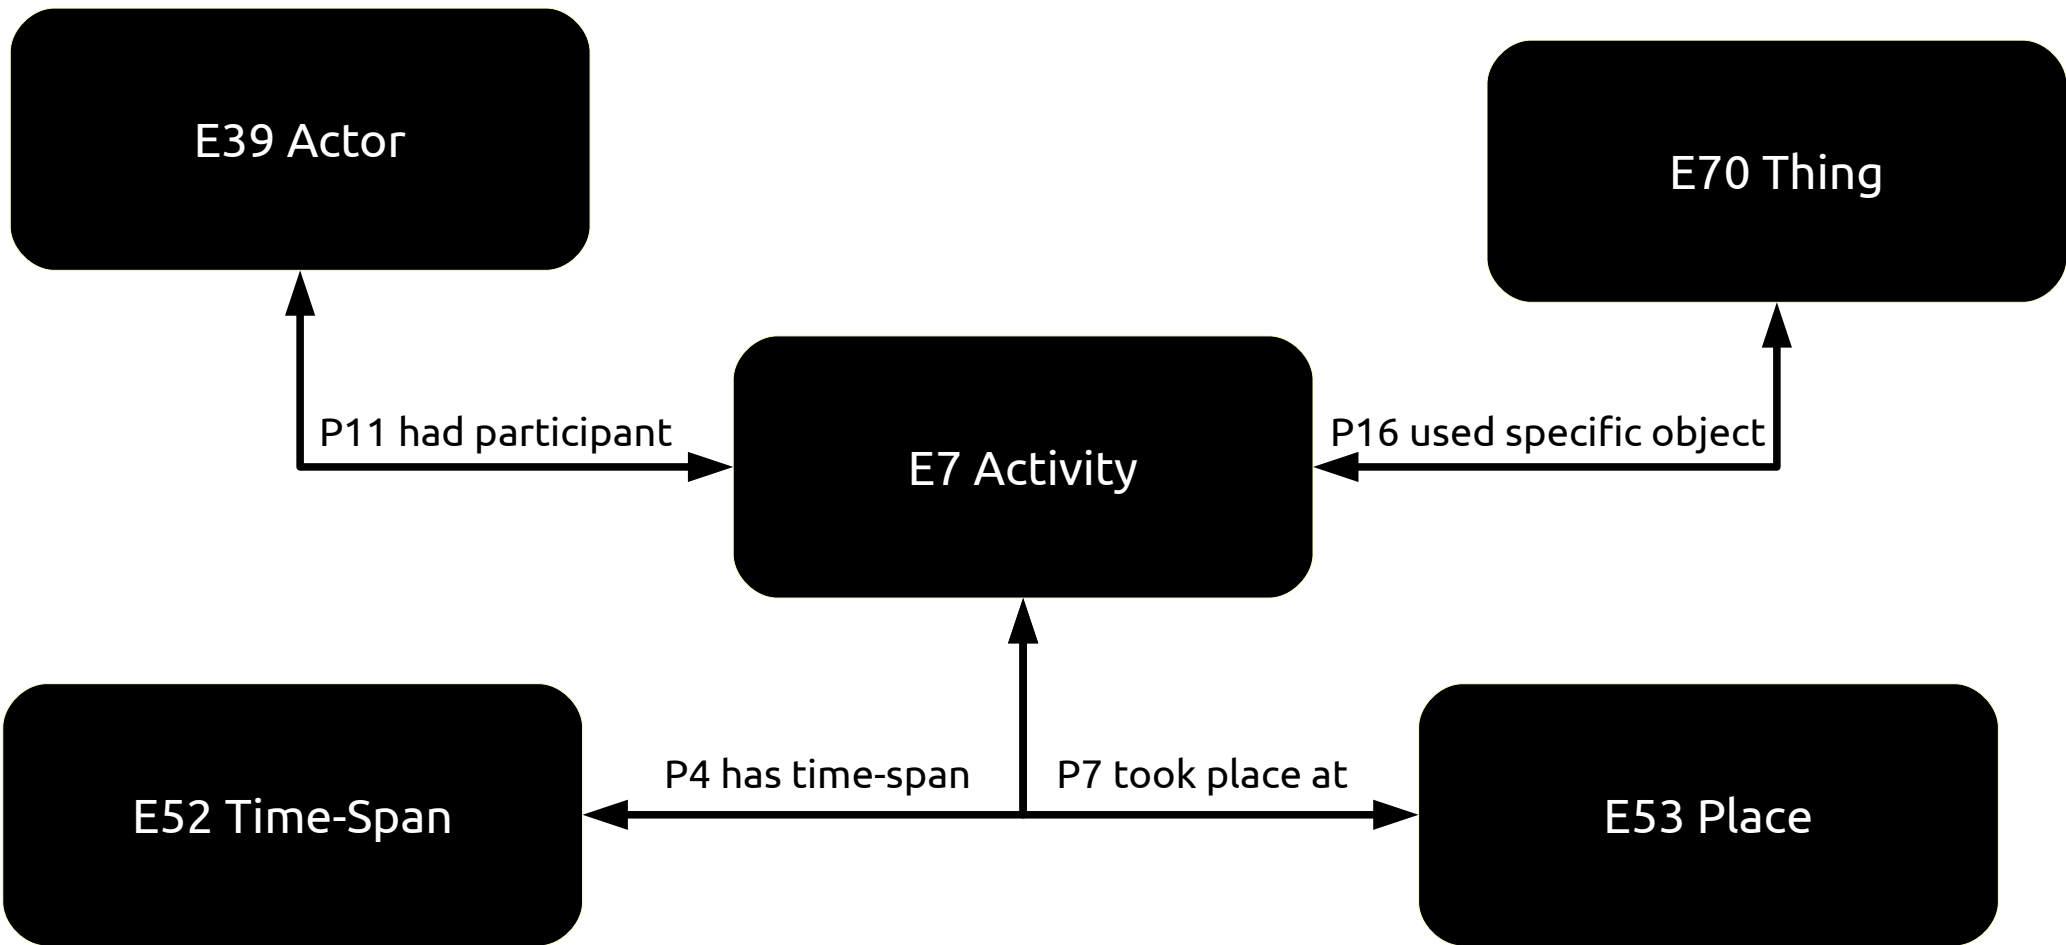 E39 Actor
E70 Thing
P11 had participant
E7 Activity
P16 used specific object
P4 has time-span
P7 took place at
E52 Time-Span
E53 Place